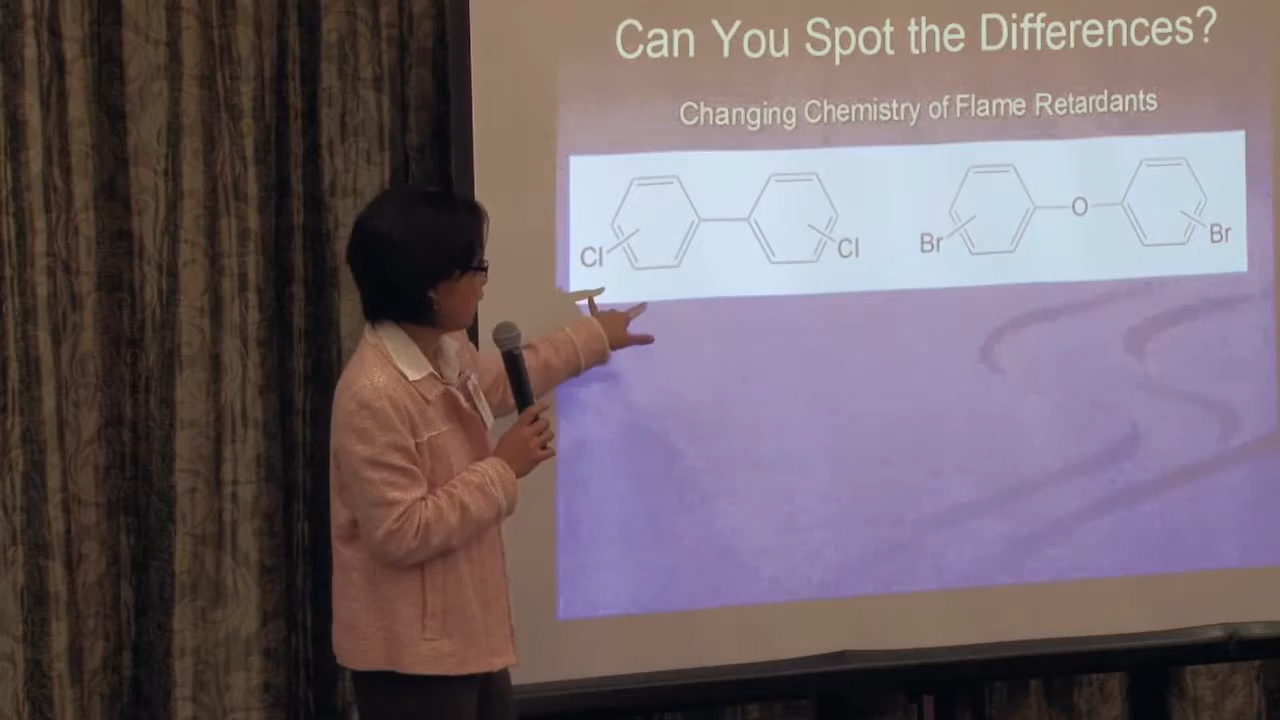 Can You Spot the Differences?
Changing Chemistry of Flame Retardants
Cl Cl Br O Br